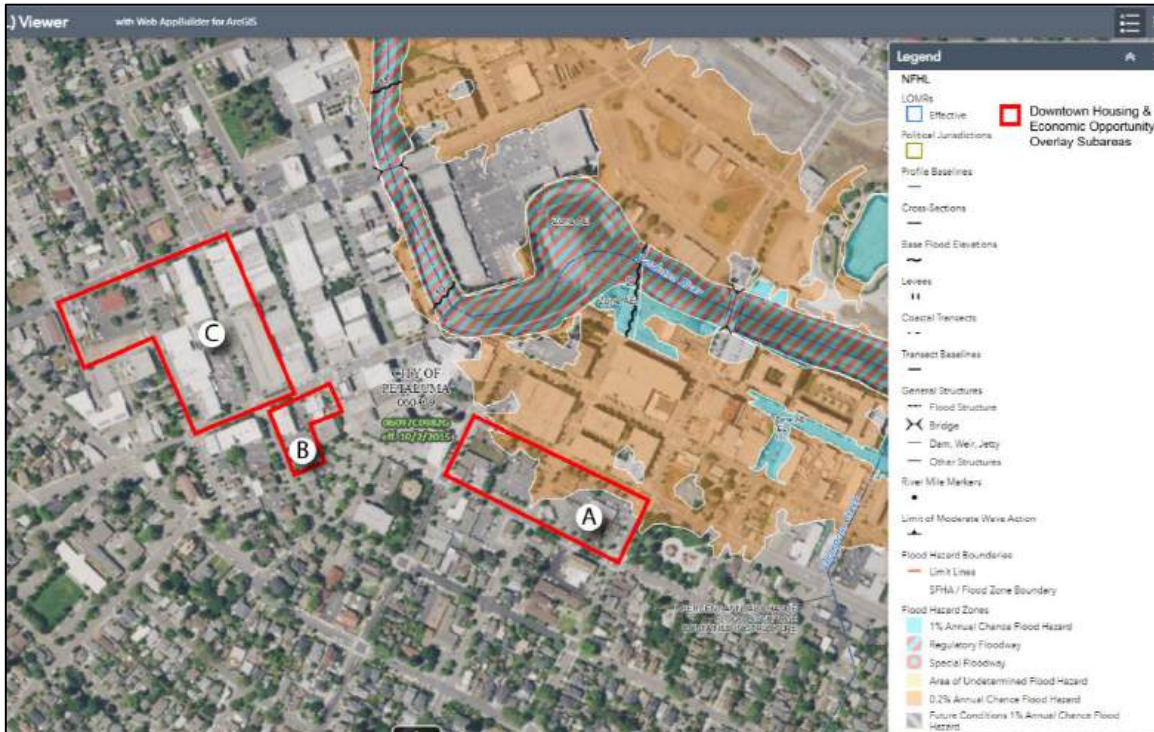 .) Viewer
with Web AppBuilder for ArcGIS
Legend
NFHL
LOMRs
Effective
Political Jurisdictions
Profile Baselines
Cross-Sections
Base Flood Elevations
Levees
Coastal Transects
Transect Baselines
General Structures
Flood Structure
Bridge
Dam, Weir, Jetty
Other Structures
River Mile Markers
Limit of Moderate Wave Action
Flood Hazard Boundaries
Limit Lines
SFHA / Flood Zone Boundary
Flood Hazard Zones
1% Annual Chance Flood Hazard
Regulatory Floodway
Special Floodway
Area of Undetermined Flood Hazard
0.2% Annual Chance Flood Hazard
Future Conditions 1% Annual Chance Flood
Hazard
Downtown Housing &
Economic Opportunity
Overlay Subareas
Zone AE
Zone AE
CITY OF
PETALUMA
eff. 10/2/2015
A
B
C